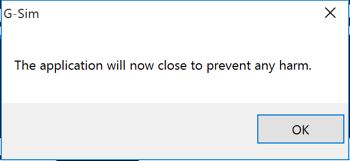 G-Sim
The application will now close to prevent any harm.
OK